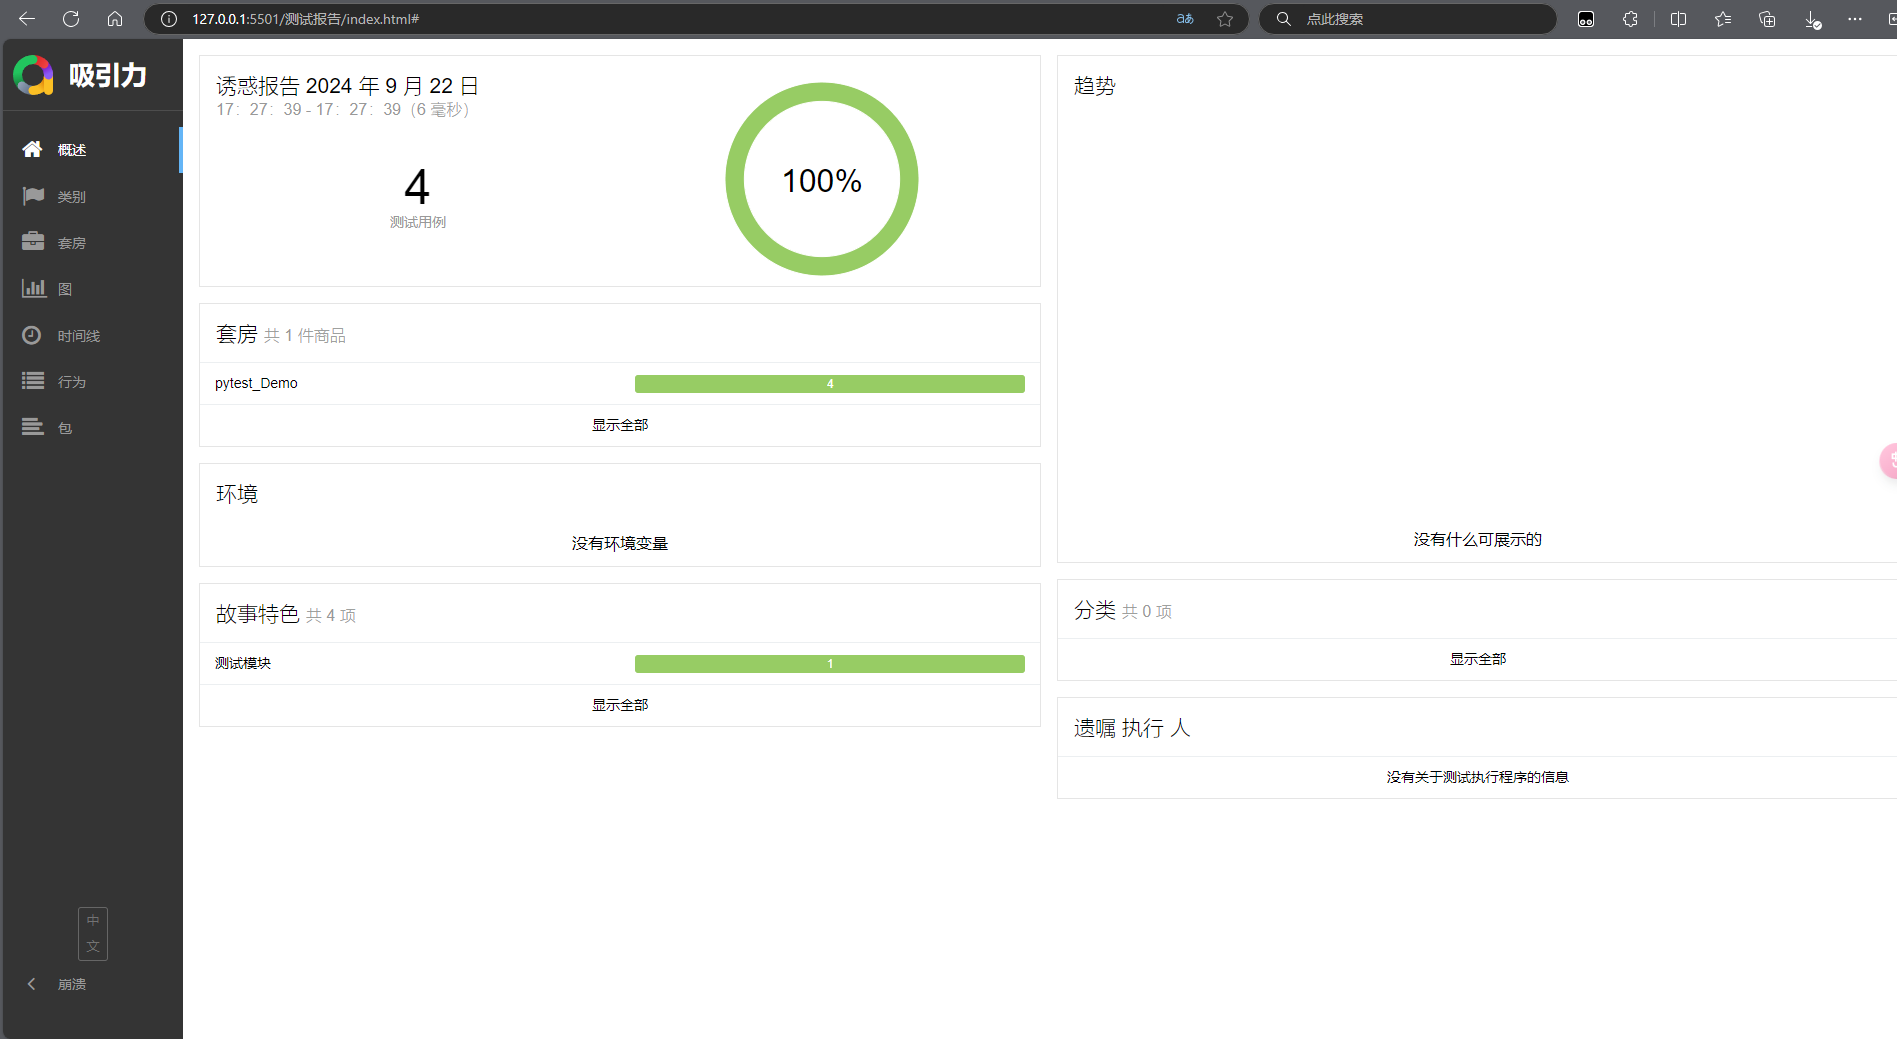 127.0.0.1:5501/测试报告/index.html#
aあ
点此搜索
吸引力
概述
类别
套房
图
时间线
行为
包
中
文
崩溃
诱惑报告 2024 年 9 月 22 日
17：27：39 - 17：27：39（6 毫秒）
4
测试用例
100%
套房 共 1 件商品
pytest_Demo
4
显示全部
环境
没有环境变量
故事特色 共 4 项
测试模块
1
显示全部
趋势
没有什么可展示的
分类 共 0 项
显示全部
遗嘱 执行 人
没有关于测试执行程序的信息